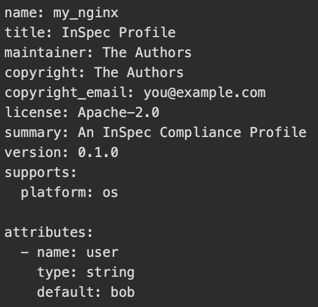 name: my_nginx
title: InSpec Profile
maintainer: The Authors
copyright: The Authors
copyright_email: you@example.com
license: Apache-2.0
summary: An InSpec Compliance Profile
version: 0.1.0
supports:
  platform: os

attributes:
  - name: user
    type: string
    default: bob